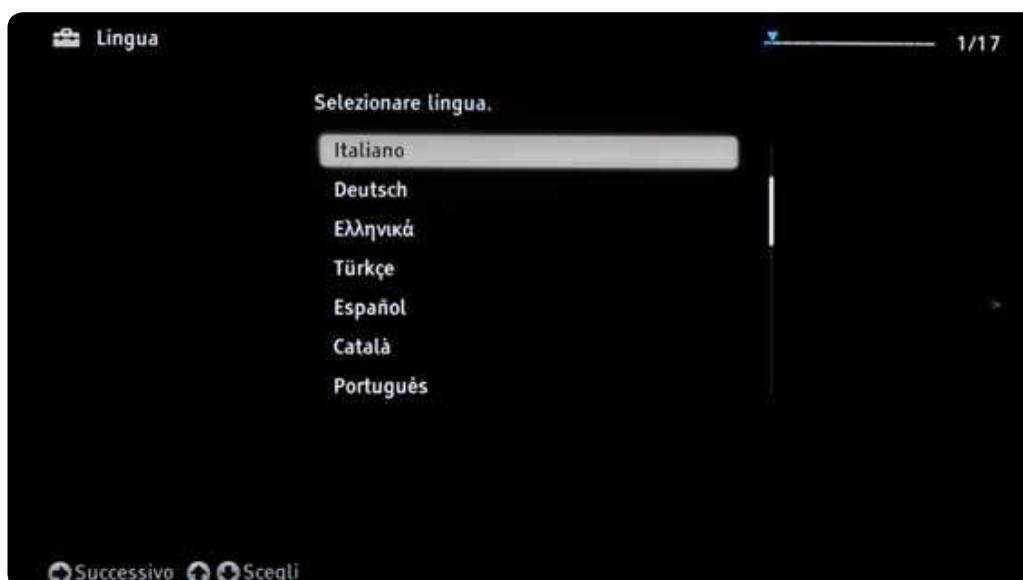 Lingua
1/17
Selezionare lingua.
Italiano
Deutsch
Ελληνικά
Türkçe
Español
Català
Português
>
Successivo Scegli